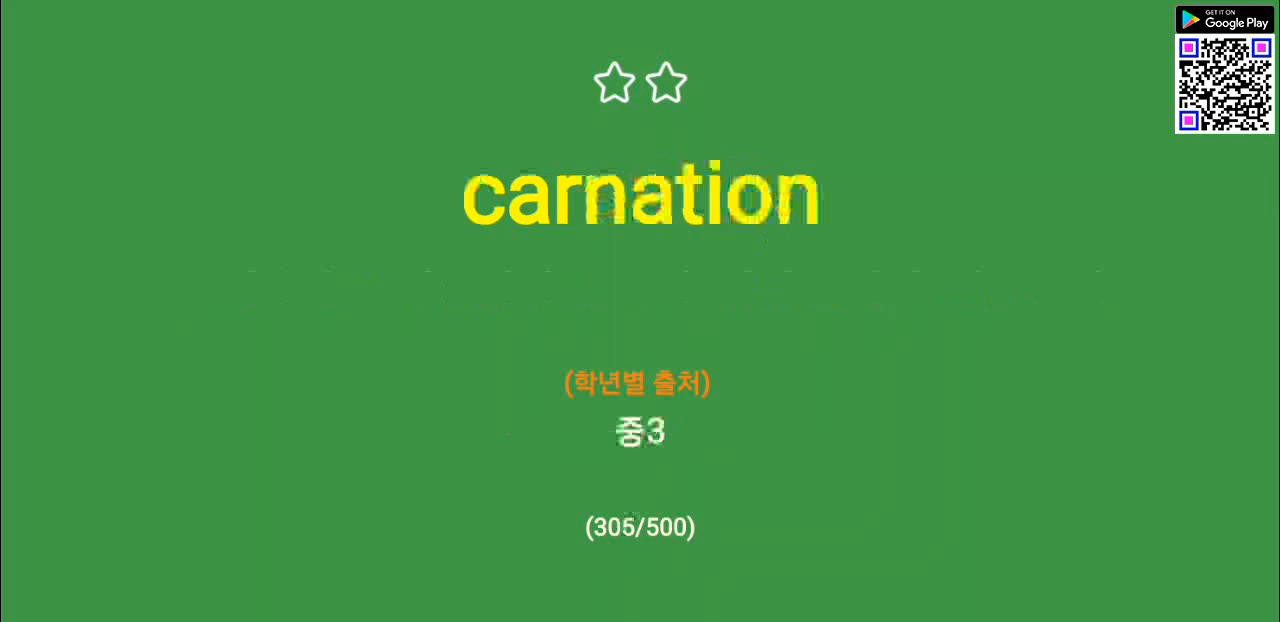 GET IT ON
Google Play
carnation
(학년별 출처)
중3
(305/500)